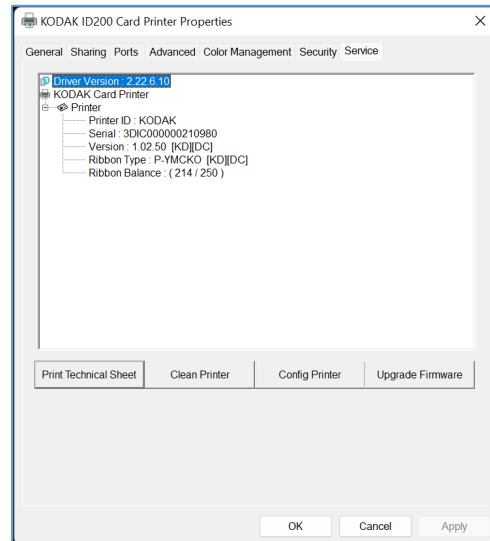 KODAK ID200 Card Printer Properties
General Sharing Ports Advanced Color Management Security Service
Driver Version : 2.22.6.10
KODAK Card Printer
Printer
Printer ID : KODAK
Serial : 3DIC000000210980
Version : 1.02.50 [KD][DC]
Ribbon Type : P-YMCKO [KD][DC]
Ribbon Balance : ( 214 / 250 )
Print Technical Sheet Clean Printer Config Printer Upgrade Firmware
OK Cancel Apply